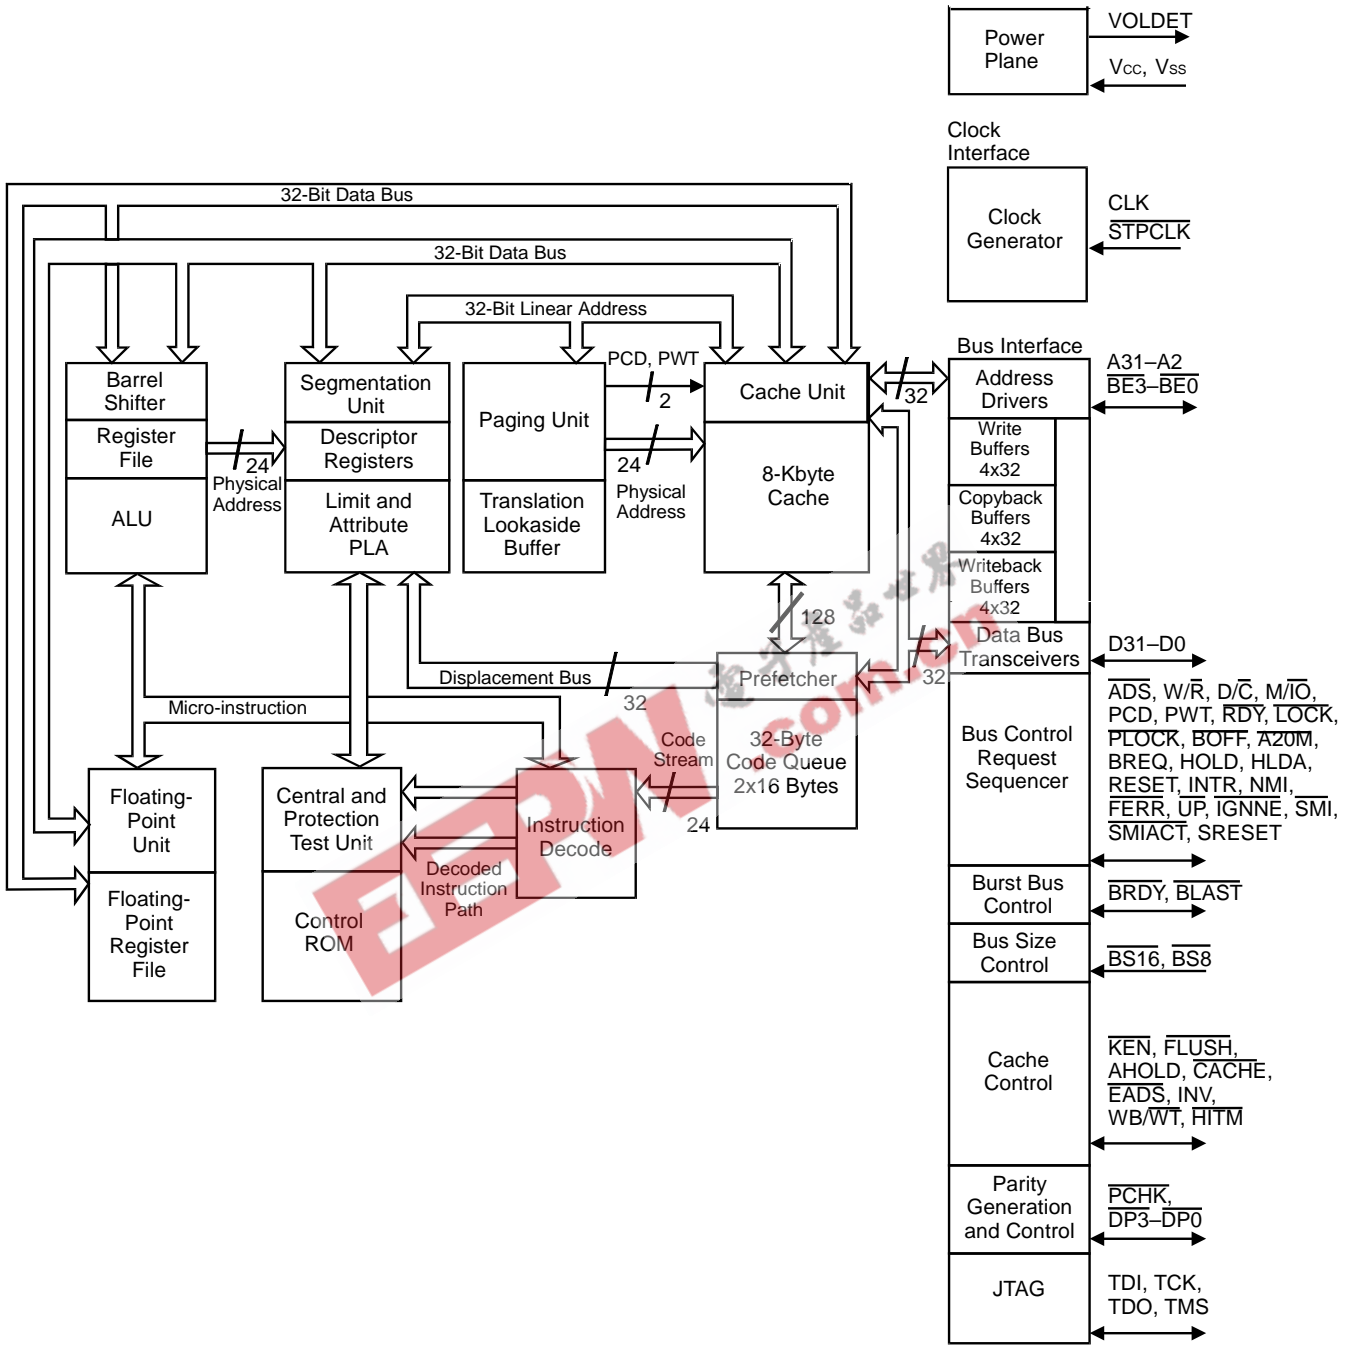 Power
Plane
VOLDET
VCC, VSS
Clock
Interface
Clock
Generator
CLK
STPCLK
32-Bit Data Bus
32-Bit Data Bus
32-Bit Linear Address
Barrel
Shifter
Register
File
ALU
24
Physical
Address
Segmentation
Unit
Descriptor
Registers
Limit and
Attribute
PLA
Paging Unit
Translation
Lookaside
Buffer
PCD, PWT
2
24
Physical
Address
Cache Unit
8-Kbyte
Cache
32
Bus Interface
Address
Drivers
A31–A2
BE3–BE0
Write
Buffers
4x32
Copyback
Buffers
4x32
Writeback
Buffers
4x32
Data Bus
Transceivers
D31–D0
128
32
Prefetcher
32-Byte
Code Queue
2x16 Bytes
Displacement Bus
32
Micro-instruction
Code
Stream
24
Floating-
Point
Unit
Floating-
Point
Register
File
Central and
Protection
Test Unit
Control
ROM
Instruction
Decode
Decoded
Instruction
Path
Bus Control
Request
Sequencer
ADS, W/R, D/C, M/IO,
PCD, PWT, RDY, LOCK,
PLOCK, BOFF, A20M,
BREQ, HOLD, HLDA,
RESET, INTR, NMI,
FERR, UP, IGNNE, SMI,
SMIACT, SRESET
Burst Bus
Control
BRDY, BLAST
Bus Size
Control
BS16, BS8
Cache
Control
KEN, FLUSH,
AHOLD, CACHE,
EADS, INV,
WB/WT, HITM
Parity
Generation
and Control
PCHK,
DP3–DP0
JTAG
TDI, TCK,
TDO, TMS
EEPW
.com.cn
电子产品世界